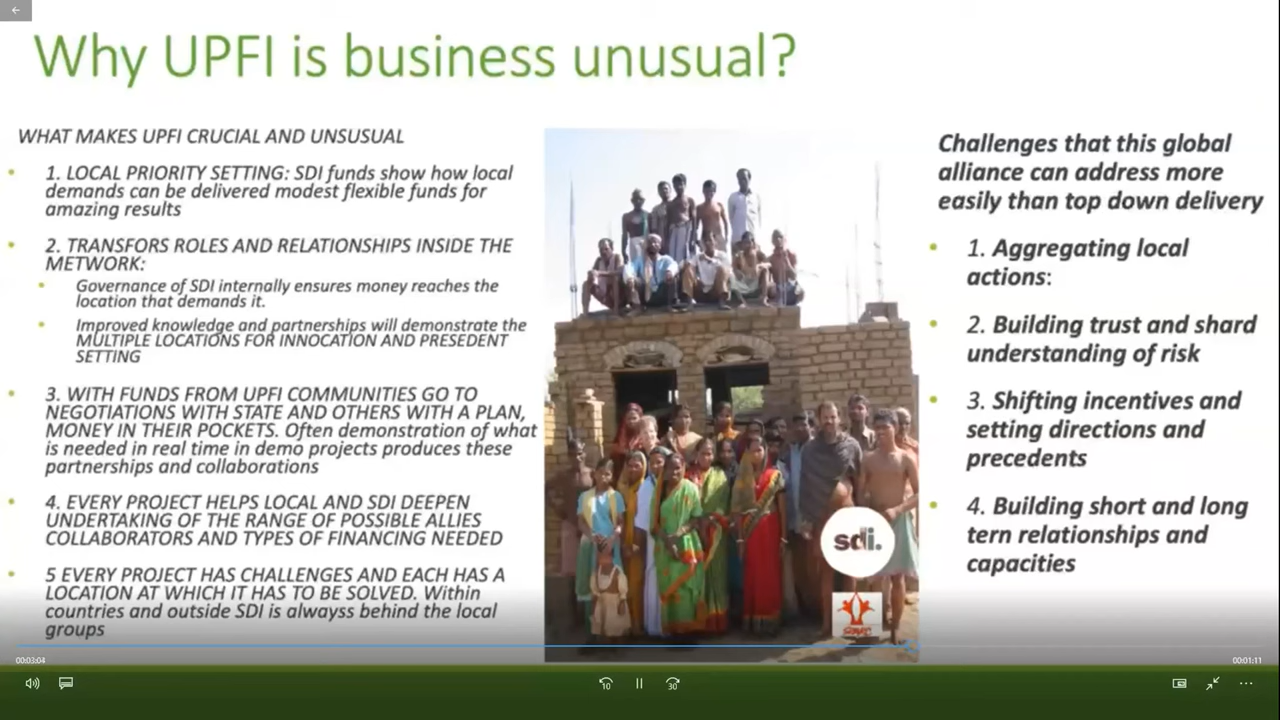 Why UPFI is business unusual?
WHAT MAKES UPFI CRUCIAL AND UNSUSUAL
1. LOCAL PRIORITY SETTING: SDI funds show how local
demands can be delivered modest flexible funds for
amazing results
2. TRANSFORS ROLES AND RELATIONSHIPS INSIDE THE
METWORK:
Governance of SDI internally ensures money reaches the
location that demands it.
Improved knowledge and partnerships will demonstrate the
MULTIPLE LOCATIONS FOR INNOCATION AND PRESEDENT
SETTING
3. WITH FUNDS FROM UPFI COMMUNITIES GO TO
NEGOTIATIONS WITH STATE AND OTHERS WITH A PLAN,
MONEY IN THEIR POCKETS. Often demonstration of what
is needed in real time in demo projects produces these
partnerships and collaborations
4. EVERY PROJECT HELPS LOCAL AND SDI DEEPEN
UNDERTAKING OF THE RANGE OF POSSIBLE ALLIES
COLLABORATORS AND TYPES OF FINANCING NEEDED
5 EVERY PROJECT HAS CHALLENGES AND EACH HAS A
LOCATION AT WHICH IT HAS TO BE SOLVED. Within
countries and outside SDI is alwayss behind the local
groups
sdi.
Challenges that this global
alliance can address more
easily than top down delivery
1. Aggregating local
actions:
2. Building trust and shard
understanding of risk
3. Shifting incentives and
setting directions and
precedents
4. Building short and long
tern relationships and
capacities
00:03:04
00:01:11
10
30